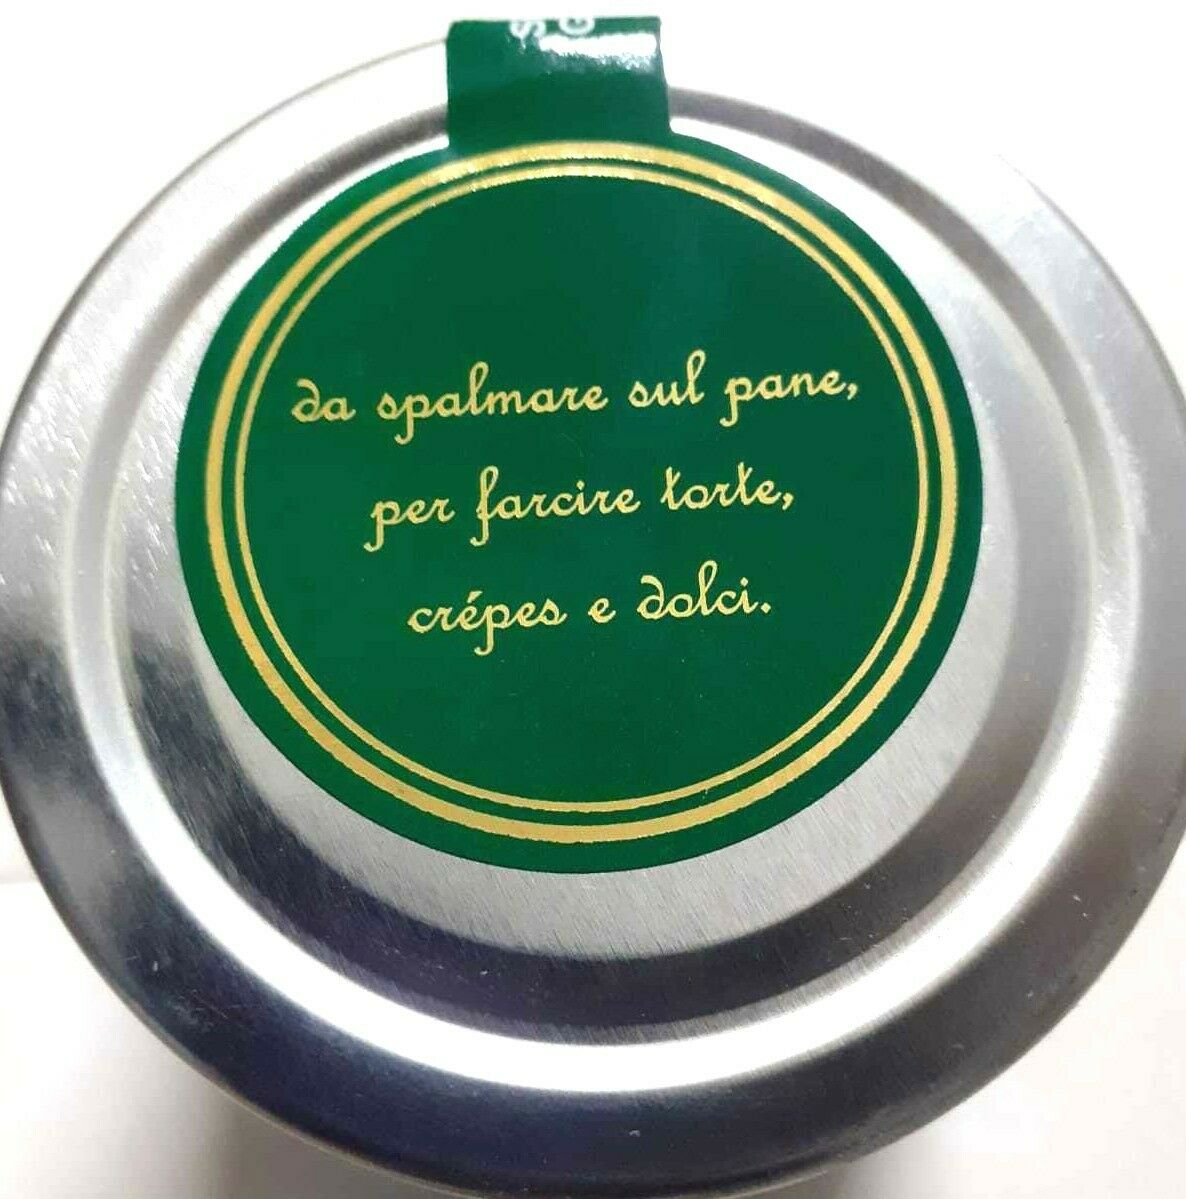 da spalmare sul pane,
per farcire torte,
crépes e dolci.